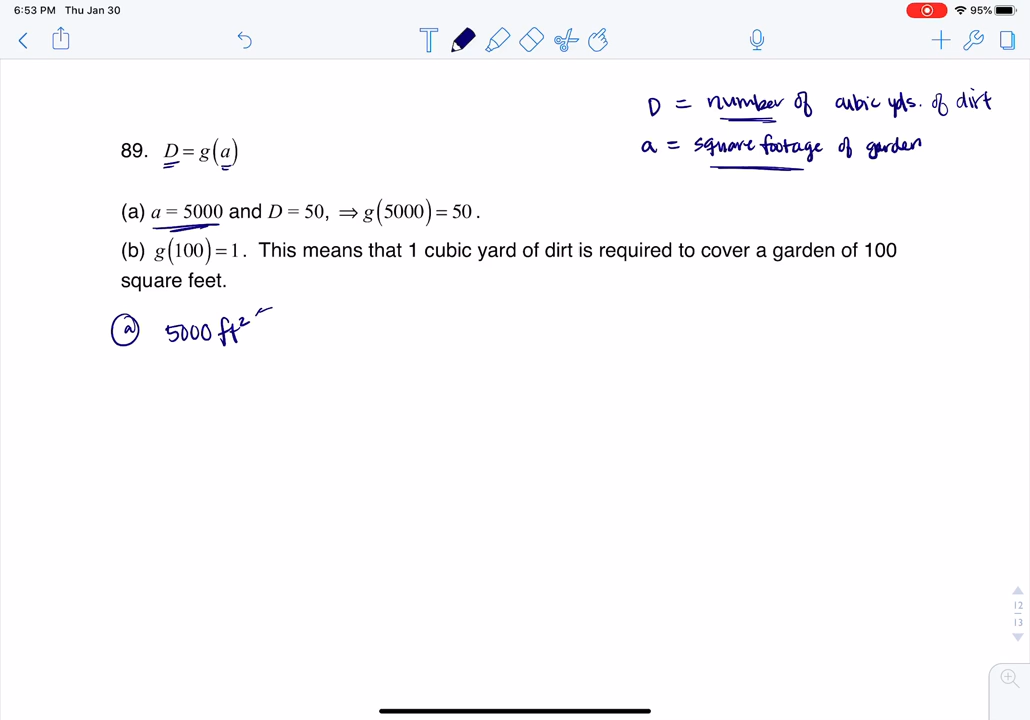 6:53 PM Thu Jan 30
95%
D = number of cubic yds. of dirt
a = square footage of garden
89. D = g(a)
(a) a = 5000 and D = 50, ⇒ g(5000) = 50 .
(b) g(100) = 1. This means that 1 cubic yard of dirt is required to cover a garden of 100
square feet.
(a) 5000 ft²
12
13